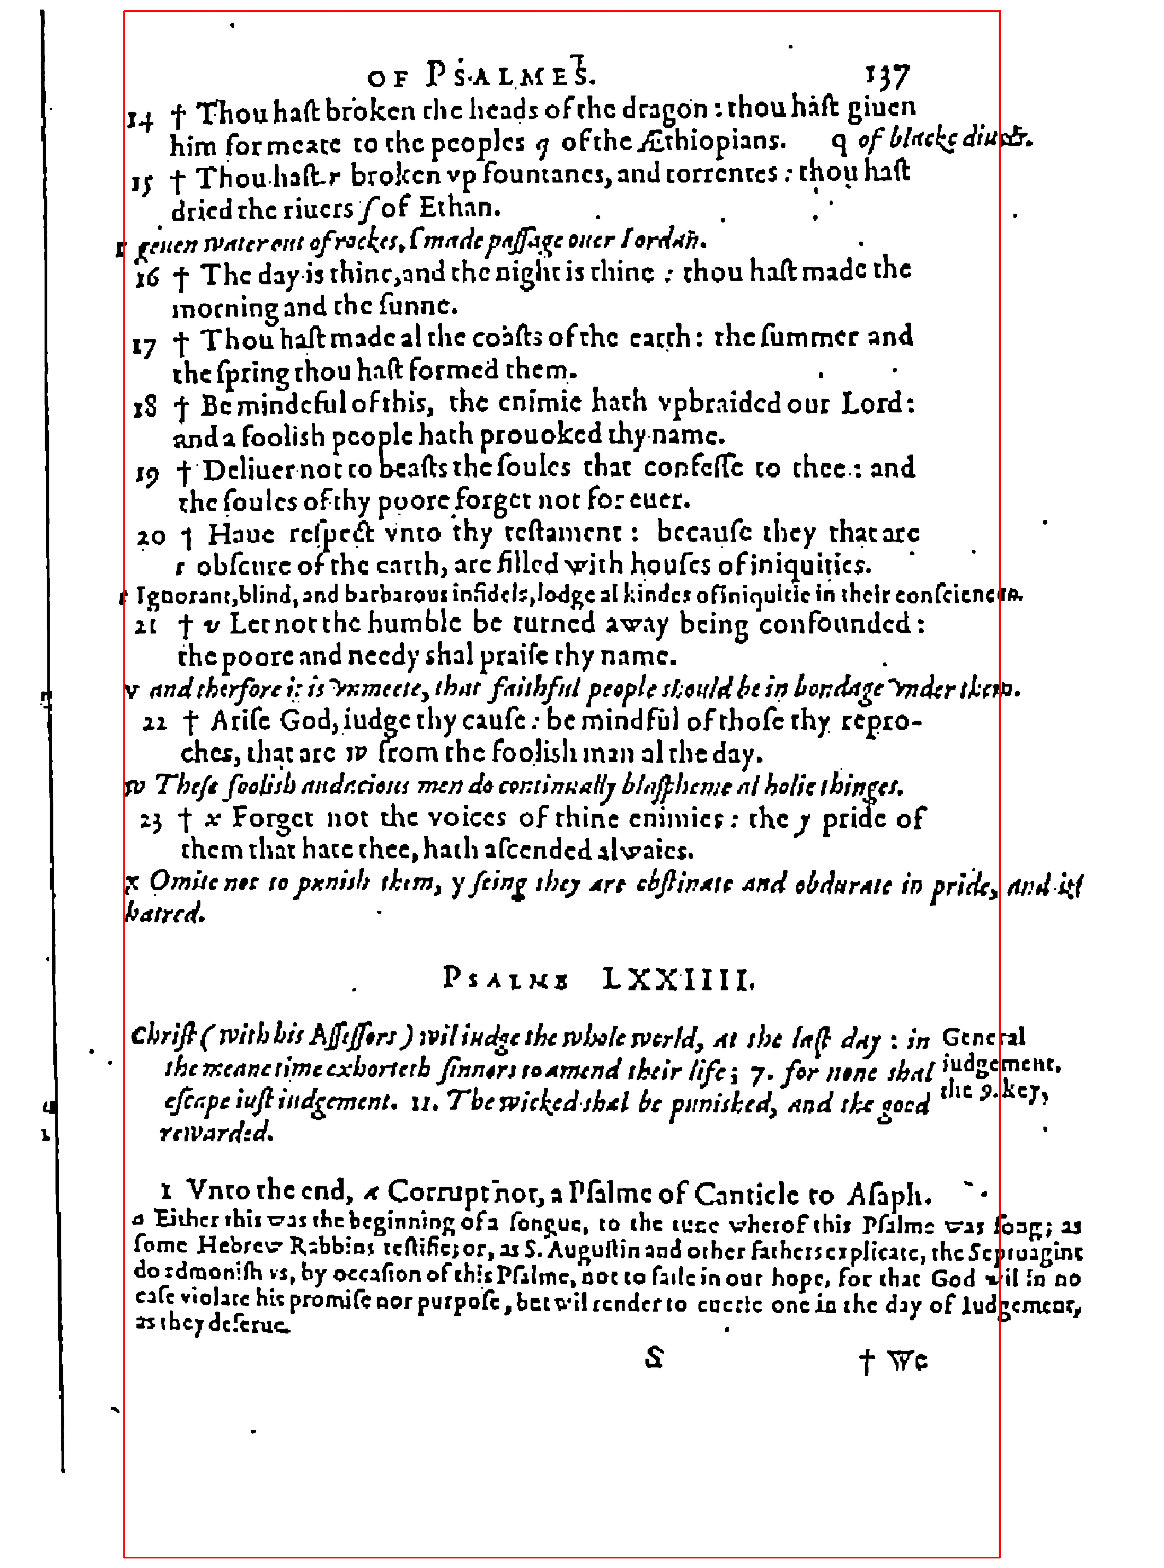 OF PSALMES. 137
14 † Thou haſt broken the heads of the dragon: thou haſt giuen
him for meate to the peoples q of the Æthiopians. q of blacke diuels.
15 † Thou haſt r broken vp fountanes, and torrentes: thou haſt
dried the riuers ſ of Ethan.
r geuen water out of rockes, ſ made paſſage ouer Iordan.
16 † The day is thine, and the night is thine: thou haſt made the
morning and the ſunne.
17 † Thou haſt made al the coaſts of the earth: the ſummer and
the ſpring thou haſt formed them.
18 † Be mindeful of this, the enimie hath vpbraided our Lord:
and a foolish people hath prouoked thy name.
19 † Deliuer not to beaſts the ſoules that confeſſe to thee: and
the ſoules of thy poore forget not for euer.
20 † Haue reſpect vnto thy teſtament: becauſe they that are
t obſcure of the earth, are filled with houſes of iniquities.
t Ignorant, blind, and barbarous infidels, lodge al kindes of iniquitie in their conſciences.
21 † v Let not the humble be turned away being confounded:
the poore and needy shal praiſe thy name.
v and therfore it is vnmeete, that faithful people should be in bondage vnder them.
22 † Ariſe God, iudge thy cauſe: be mindful of thoſe thy repro-
ches, that are w from the foolish man al the day.
w Theſe foolish audacious men do continually blaſpheme al holie thinges.
23 † x Forget not the voices of thine enimies: the y pride of
them that hate thee, hath aſcended alwaies.
x Omite not to punish them, y ſeing they are obſtinate and obdurate in pride, and in
hatred.
PSALME LXXIIII.
Chriſt (with his Aſſeſſors) wil iudge the whole world, at the laſt day: in
the meane time exhorteth ſinners to amend their life; 7. for none shal
eſcape iuſt iudgement. 11. The wicked shal be punished, and the good
rewarded.
General
iudgement.
the 9. key,
1 Vnto the end, a Corrupt not, a Pſalme of Canticle to Aſaph.
a Either this was the beginning of a ſongue, to the tune wherof this Pſalme was ſong; as
ſome Hebrew Rabbins teſtifie; or, as S. Auguſtin and other fathers explicate, the Septuagint
do admoniſh vs, by occaſion of this Pſalme, not to faile in our hope, for that God wil in no
caſe violate his promiſe nor purpoſe, but wil render to euerie one in the day of Iudgement,
as they deſerue.
S † We